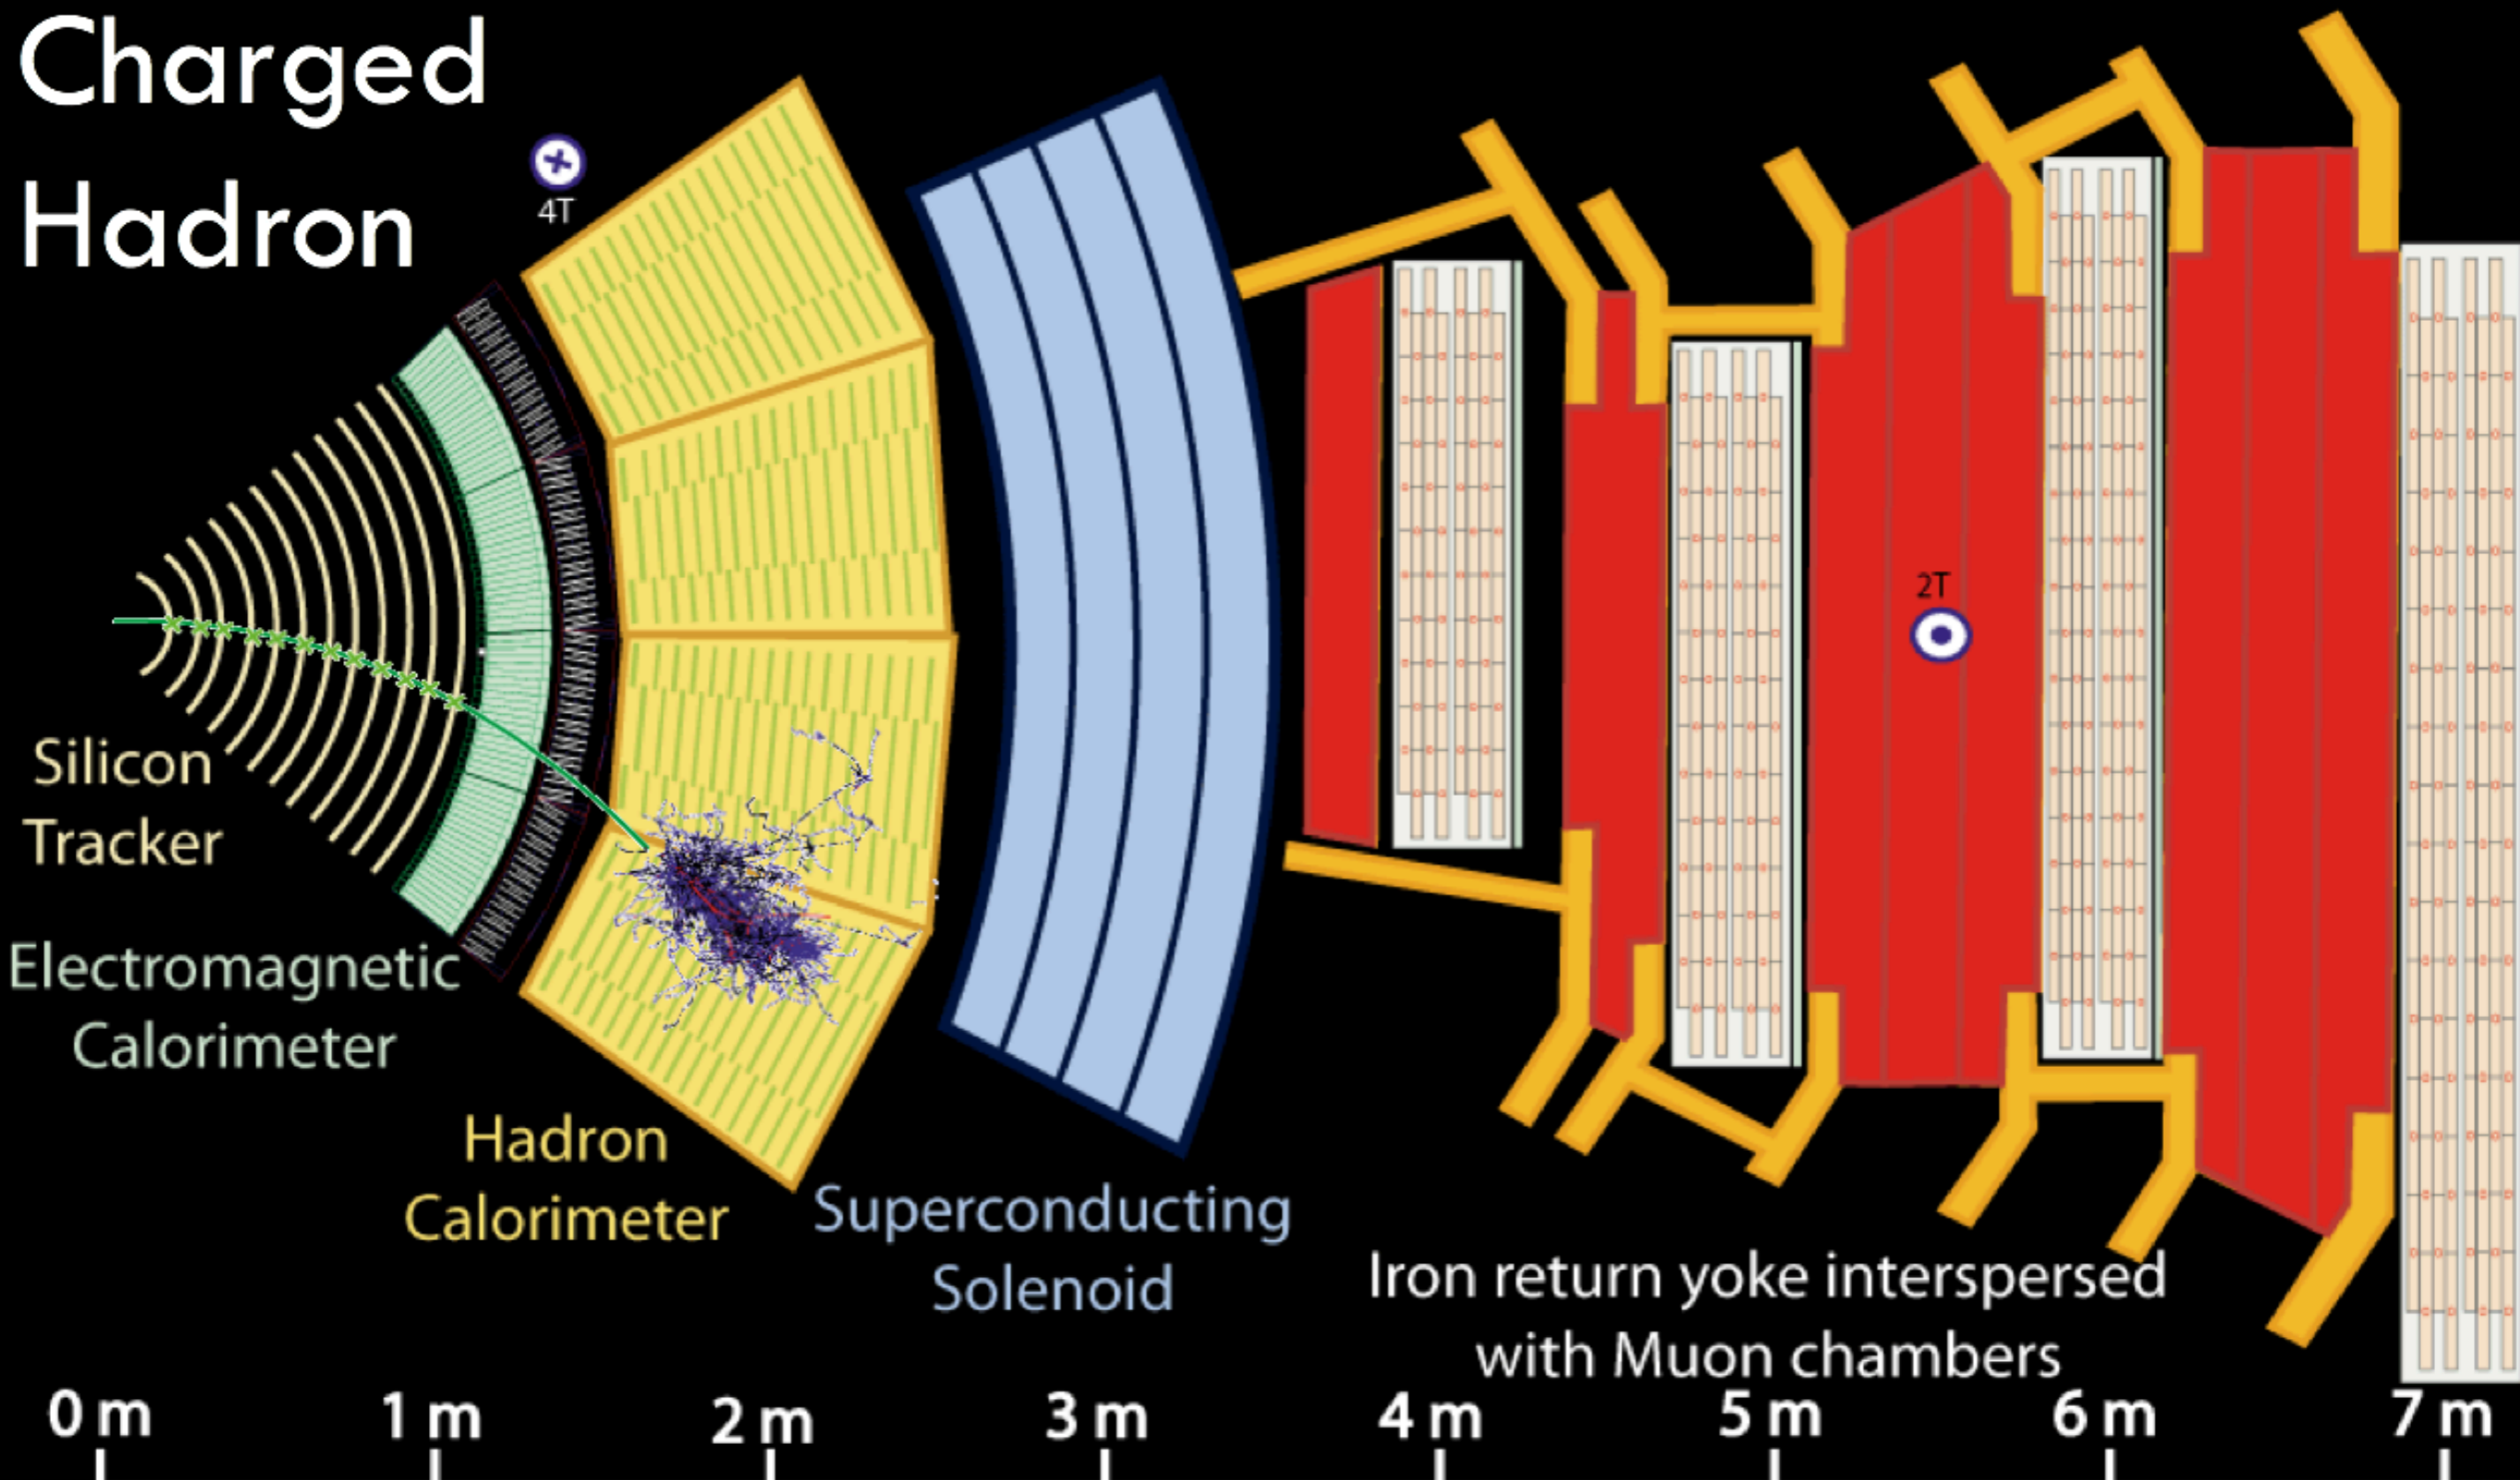 Charged
Hadron
4T
2T
Silicon
Tracker
Electromagnetic
Calorimeter
Hadron
Calorimeter
Superconducting
Solenoid
Iron return yoke interspersed
with Muon chambers
0 m 1 m 2 m 3 m 4 m 5 m 6 m 7 m